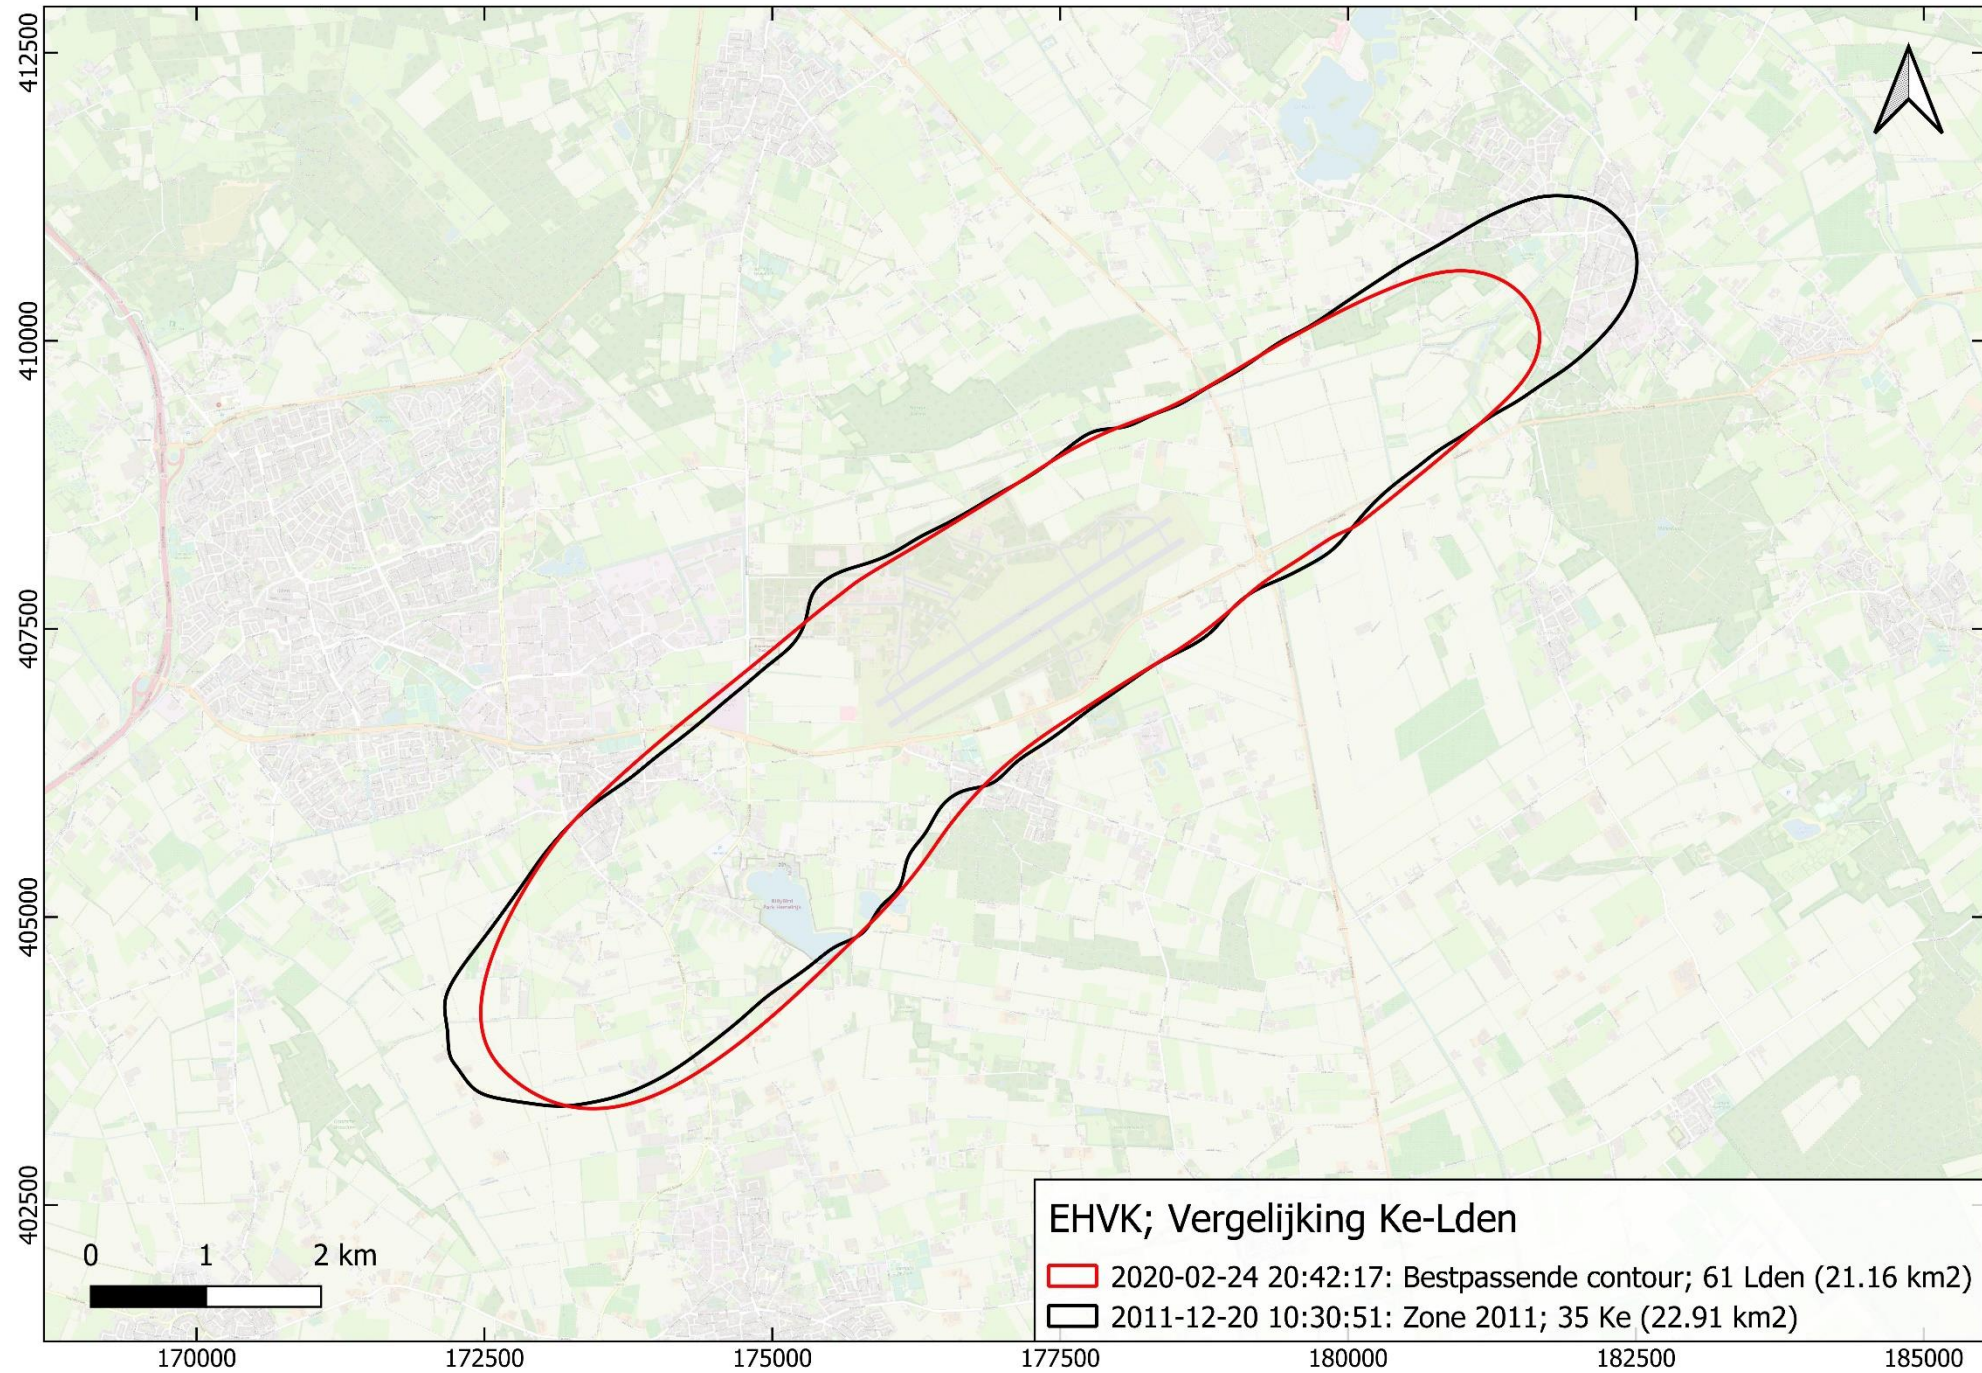 412500
410000
407500
405000
402500
0 1 2 km
EHVK; Vergelijking Ke-Lden
2020-02-24 20:42:17: Bestpassende contour; 61 Lden (21.16 km2)
2011-12-20 10:30:51: Zone 2011; 35 Ke (22.91 km2)
170000 172500 175000 177500 180000 182500 185000